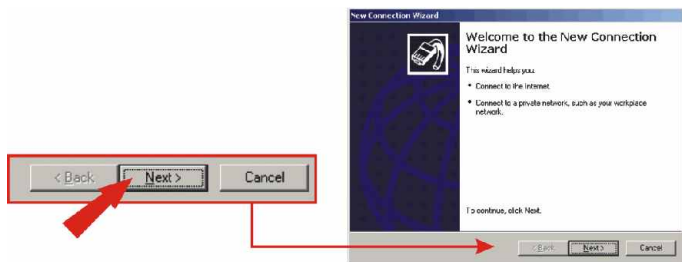 New Connection Wizard
Welcome to the New Connection
Wizard
This wizard helps you:
• Connect to the Internet.
• Connect to a private network, such as your workplace
network.
To continue, click Next.
< Back
Next >
Cancel
< Back
Next >
Cancel